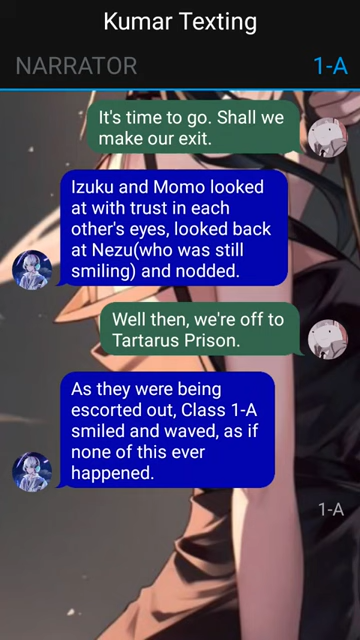 Kumar Texting
NARRATOR
1-A
It's time to go. Shall we
make our exit.
Izuku and Momo looked
at with trust in each
other's eyes, looked back
at Nezu(who was still
smiling) and nodded.
Well then, we're off to
Tartarus Prison.
As they were being
escorted out, Class 1-A
smiled and waved, as if
none of this ever
happened.
1-A